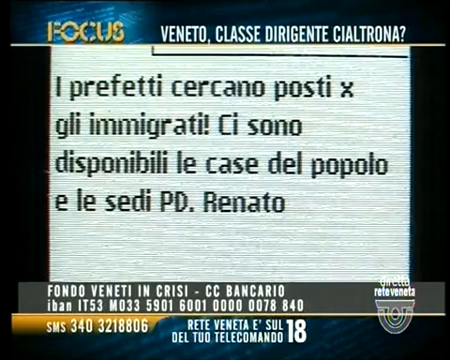 FOCUS
VENETO, CLASSE DIRIGENTE CIALTRONA?
I prefetti cercano posti x
gli immigrati! Ci sono
disponibili le case del popolo
e le sedi PD. Renato
diretta
reteveneta
FONDO VENETI IN CRISI - CC BANCARIO
iban IT53 M033 5901 6001 0000 0078 840
SMS 340 3218806
RETE VENETA E' SUL
DEL TUO TELECOMANDO 18